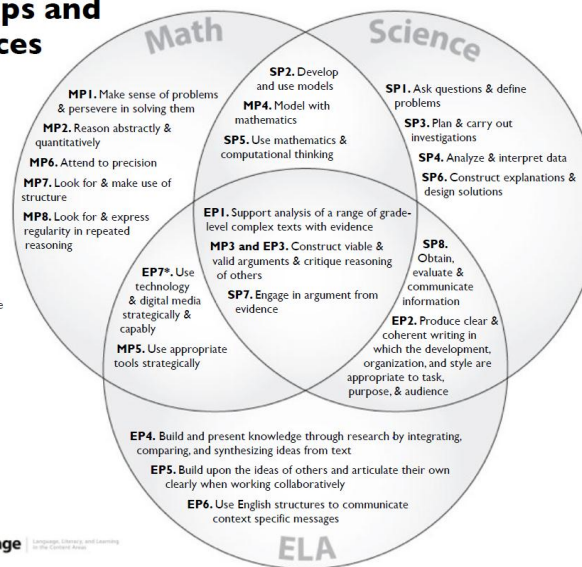 ps and
ces
Math
Science
MP1. Make sense of problems
& persevere in solving them
MP2. Reason abstractly &
quantitatively
MP6. Attend to precision
MP7. Look for & make use of
structure
MP8. Look for & express
regularity in repeated
reasoning
SP2. Develop
and use models
MP4. Model with
mathematics
SP5. Use mathematics &
computational thinking
SP1. Ask questions & define
problems
SP3. Plan & carry out
investigations
SP4. Analyze & interpret data
SP6. Construct explanations &
design solutions
EP1. Support analysis of a range of grade-
level complex texts with evidence
MP3 and EP3. Construct viable &
valid arguments & critique reasoning
of others
SP7. Engage in argument from
evidence
EP7*. Use
technology
& digital media
strategically &
capably
MP5. Use appropriate
tools strategically
SP8.
Obtain,
evaluate &
communicate
information
EP2. Produce clear &
coherent writing in
which the development,
organization, and style are
appropriate to task,
purpose, & audience
e
EP4. Build and present knowledge through research by integrating,
comparing, and synthesizing ideas from text
EP5. Build upon the ideas of others and articulate their own
clearly when working collaboratively
EP6. Use English structures to communicate
context specific messages
ELA
age
Language, Literacy, and Learning
in the Content Areas